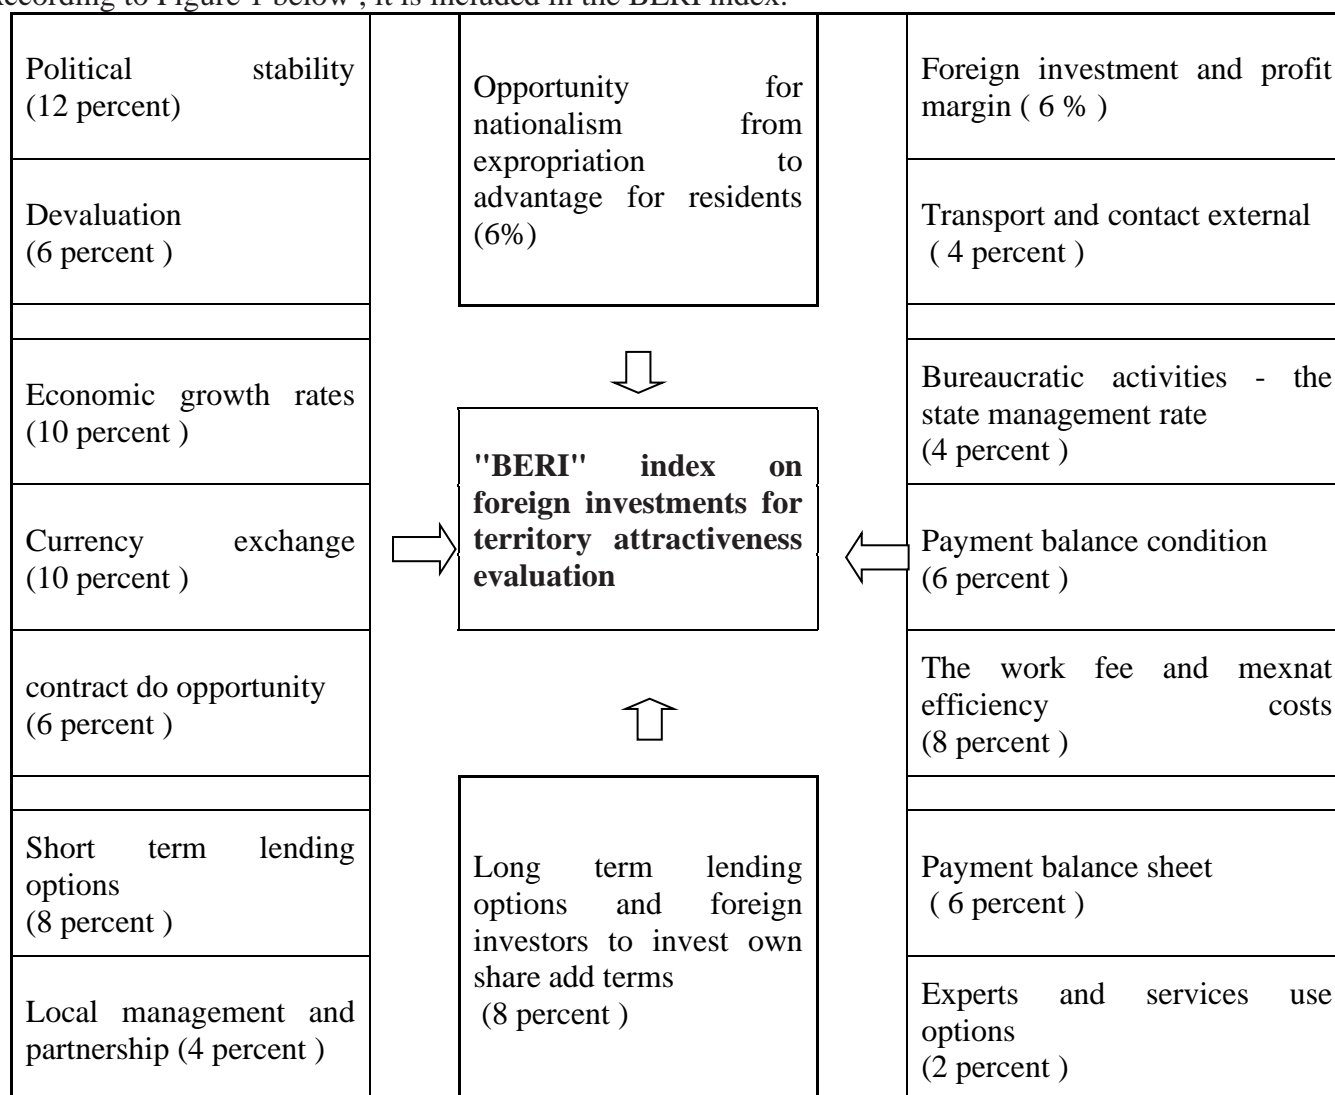 According to Figure 1 below , it is included in the BERI index.
Political stability
(12 percent)
Devaluation
(6 percent )
Economic growth rates
(10 percent )
Currency exchange
(10 percent )
contract do opportunity
(6 percent )
Short term lending
options
(8 percent )
Local management and
partnership (4 percent )
Opportunity for
nationalism from
expropriation to
advantage for residents
(6%)
"BERI" index on
foreign investments for
territory attractiveness
evaluation
Long term lending
options and foreign
investors to invest own
share add terms
(8 percent )
Foreign investment and profit
margin ( 6 % )
Transport and contact external
( 4 percent )
Bureaucratic activities - the
state management rate
(4 percent )
Payment balance condition
(6 percent )
The work fee and mexnat
efficiency costs
(8 percent )
Payment balance sheet
( 6 percent )
Experts and services use
options
(2 percent )